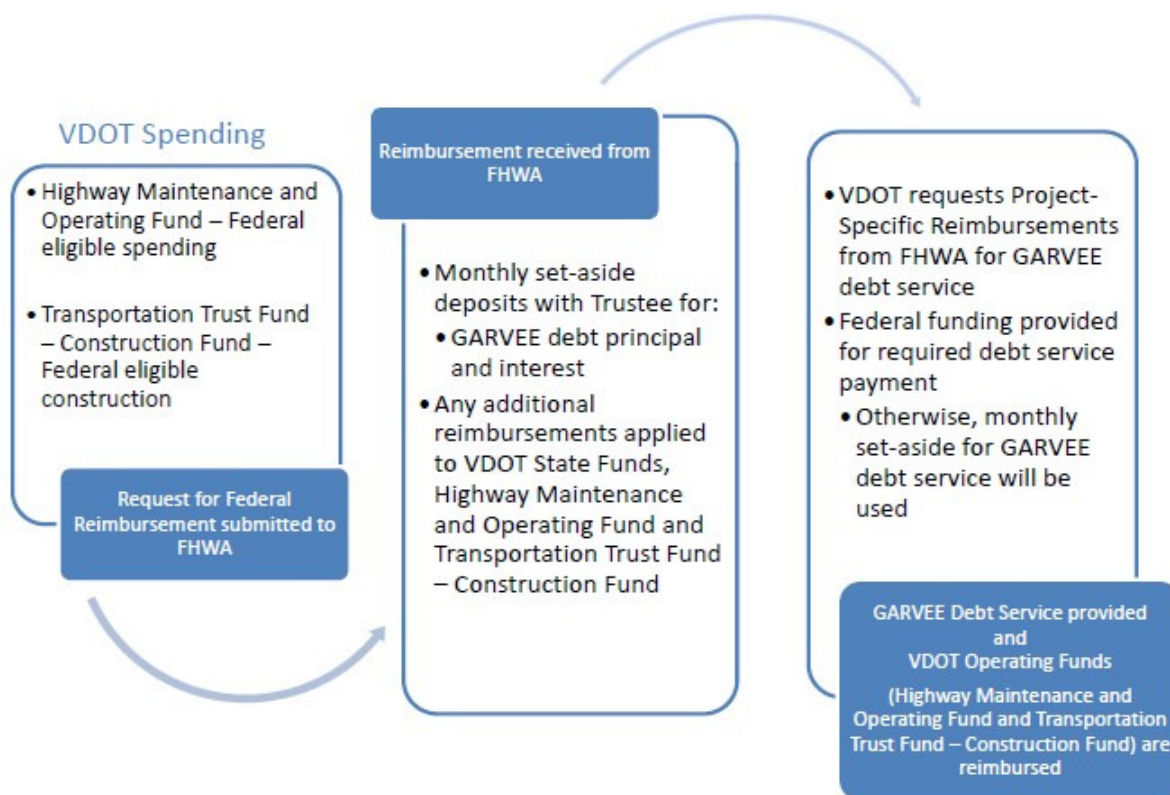 VDOT Spending
• Highway Maintenance and
Operating Fund – Federal
eligible spending
• Transportation Trust Fund
– Construction Fund –
Federal eligible
construction
Request for Federal
Reimbursement submitted to
FHWA
Reimbursement received from
FHWA
• Monthly set-aside
deposits with Trustee for:
• GARVEE debt principal
and interest
• Any additional
reimbursements applied
to VDOT State Funds,
Highway Maintenance
and Operating Fund and
Transportation Trust Fund
– Construction Fund
• VDOT requests Project-
Specific Reimbursements
from FHWA for GARVEE
debt service
• Federal funding provided
for required debt service
payment
• Otherwise, monthly
set-aside for GARVEE
debt service will be
used
GARVEE Debt Service provided
and
VDOT Operating Funds
(Highway Maintenance and
Operating Fund and Transportation
Trust Fund – Construction Fund) are
reimbursed